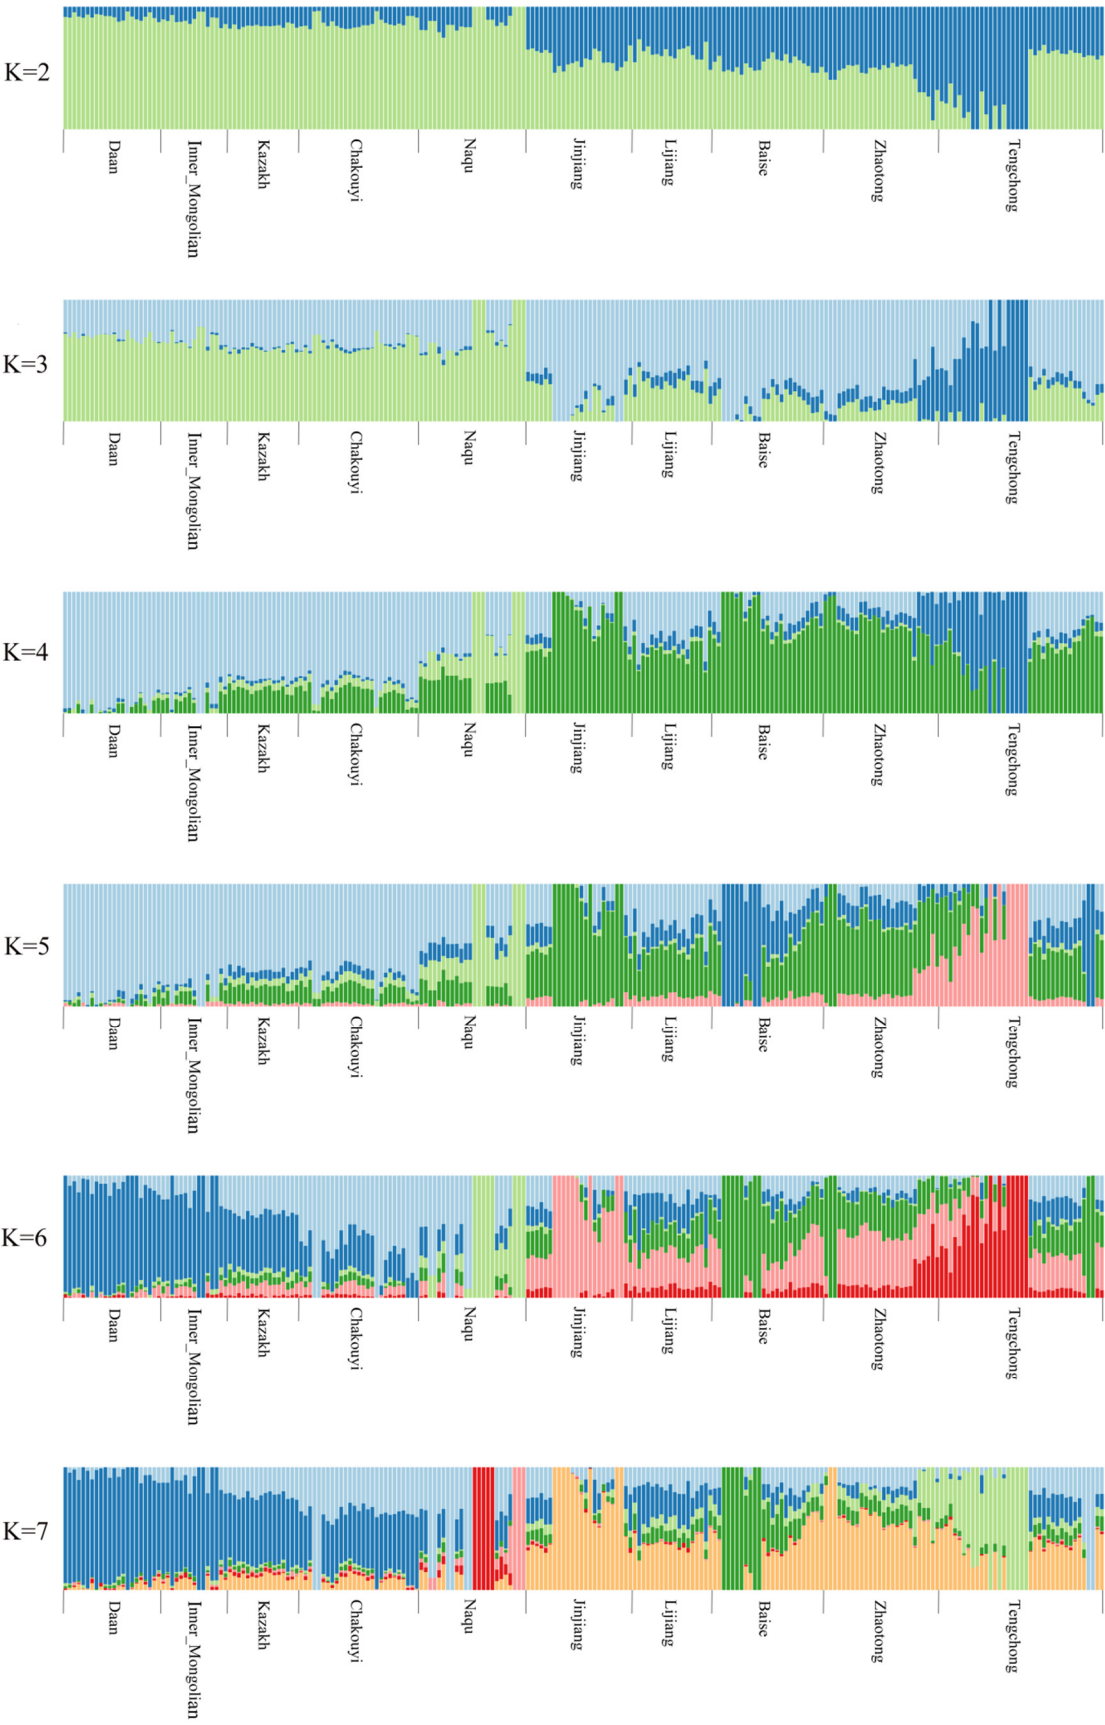 K=2
Daan
Inner_Mongolian
Kazakh
Chakouyi
Naqu
Jinjiang
Lijiang
Baise
Zhaotong
Tengchong
K=3
Daan
Inner_Mongolian
Kazakh
Chakouyi
Naqu
Jinjiang
Lijiang
Baise
Zhaotong
Tengchong
K=4
Daan
Inner_Mongolian
Kazakh
Chakouyi
Naqu
Jinjiang
Lijiang
Baise
Zhaotong
Tengchong
K=5
Daan
Inner_Mongolian
Kazakh
Chakouyi
Naqu
Jinjiang
Lijiang
Baise
Zhaotong
Tengchong
K=6
Daan
Inner_Mongolian
Kazakh
Chakouyi
Naqu
Jinjiang
Lijiang
Baise
Zhaotong
Tengchong
K=7
Daan
Inner_Mongolian
Kazakh
Chakouyi
Naqu
Jinjiang
Lijiang
Baise
Zhaotong
Tengchong